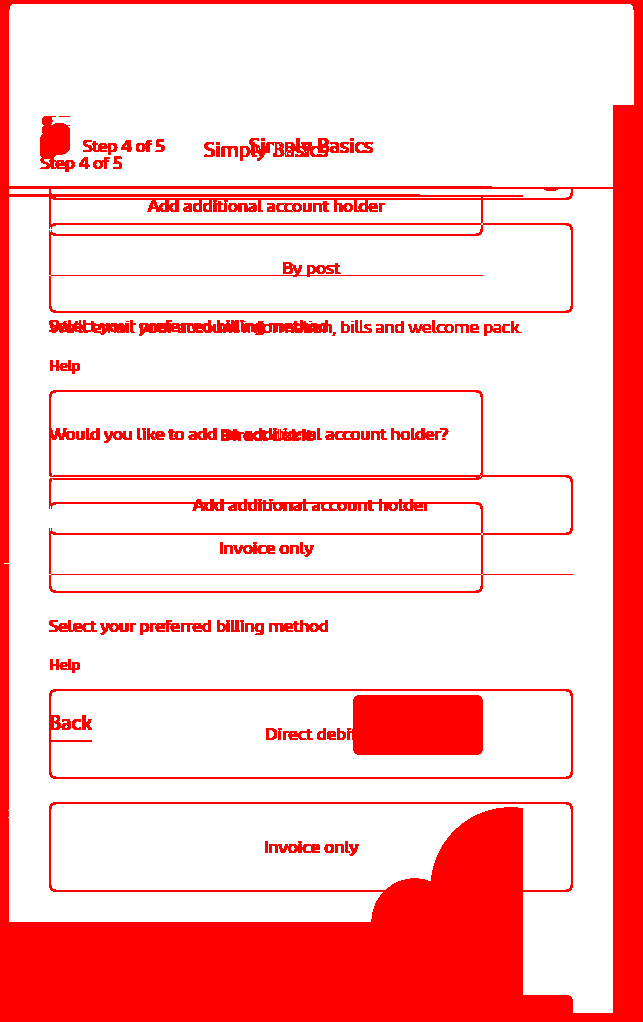 Step 4 of 5
Simply Basics
Simply Basics
Step 4 of 5
Add additional account holder
By post
Select your preferred billing method
We'll email your account information, bills and welcome pack.
Help
Would you like to add an additional account holder?
Direct debit
Add additional account holder
Invoice only
Select your preferred billing method
Help
Back
Direct debit
Invoice only